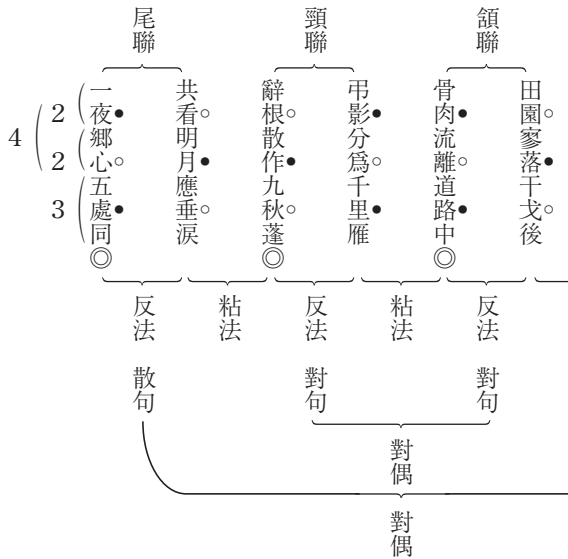 頷聯
田園○寥落●干戈○後
骨肉●流離○道路●中◎
頸聯
弔影●分爲○千里●雁
辭根○散作●九秋○蓬◎
尾聯
共看○明月●應垂○涙
一夜●郷心○五處●同◎
2
2
3
4
反法
粘法
反法
粘法
反法
對句
對句
散句
對偶
對偶